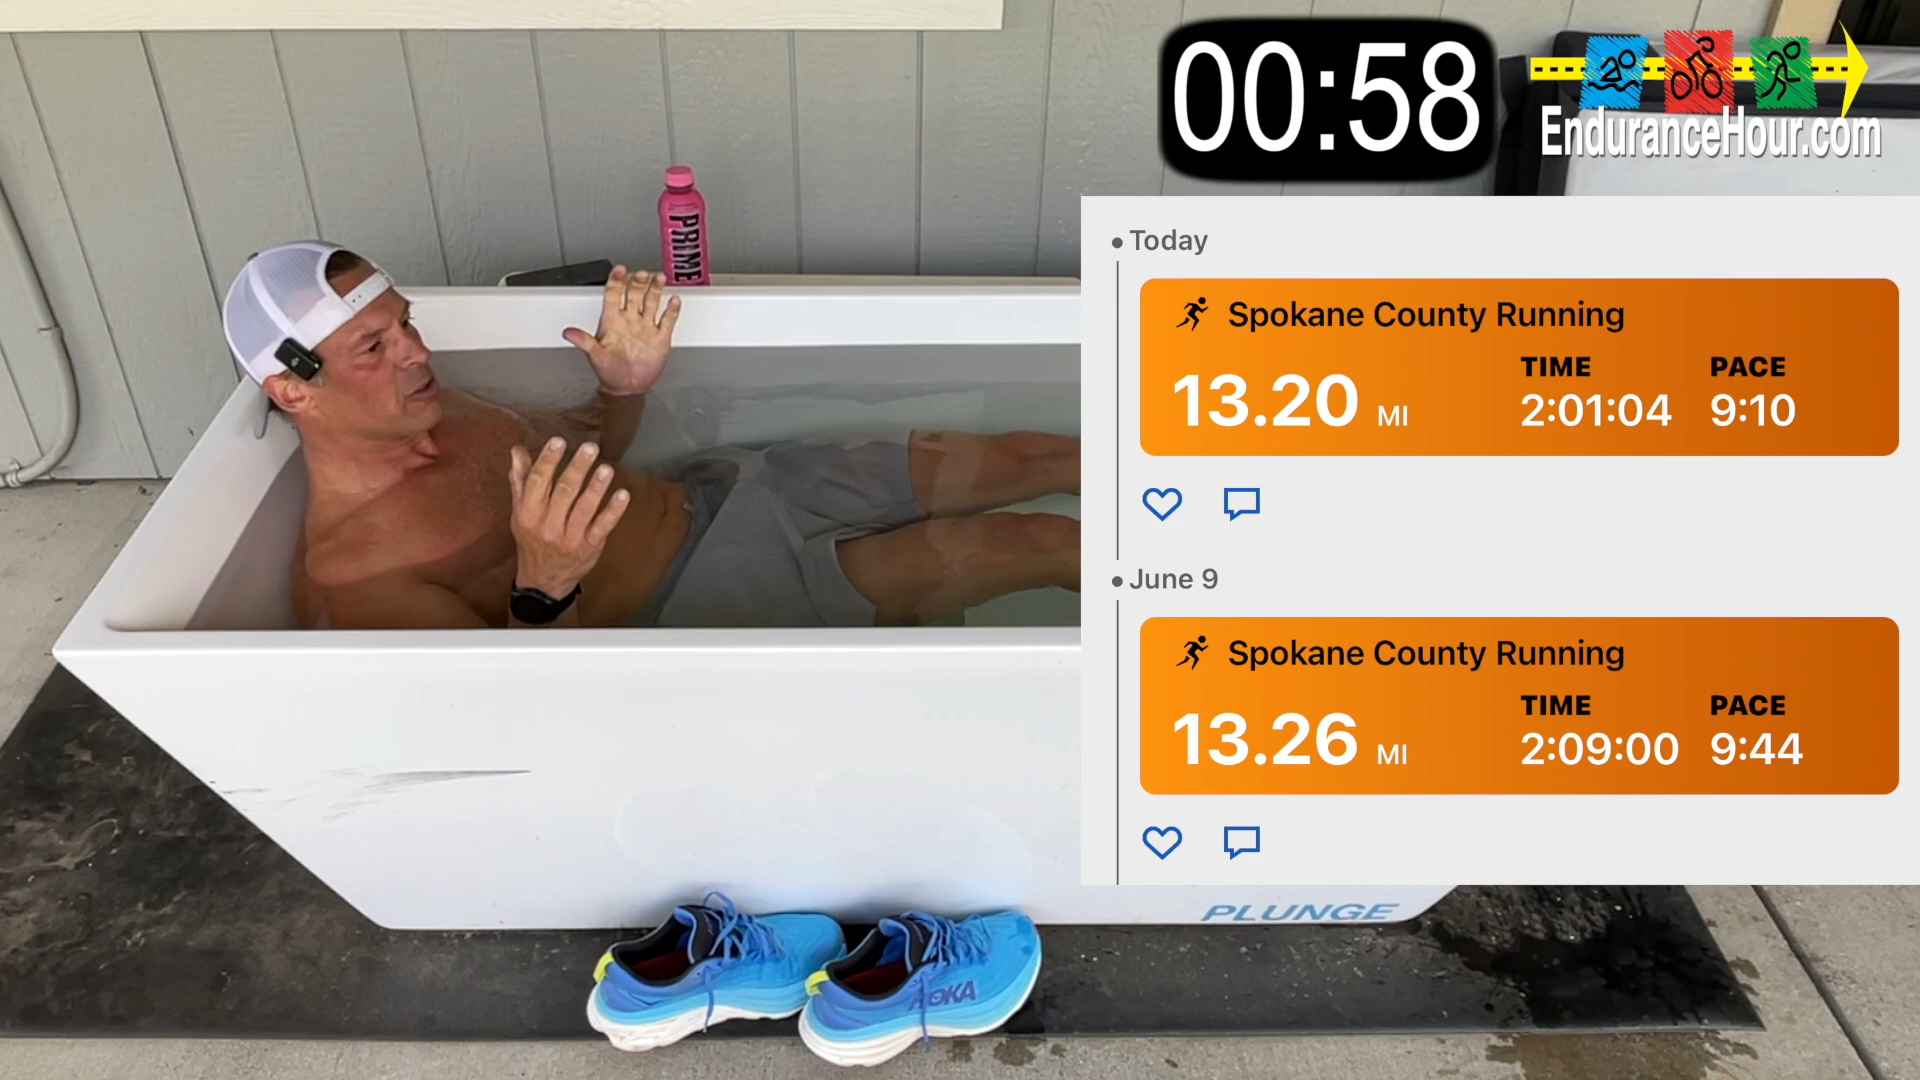 00:58
EnduranceHour.com
PRIME
Today
Spokane County Running
TIME PACE
13.20 MI 2:01:04 9:10
June 9
Spokane County Running
TIME PACE
13.26 MI 2:09:00 9:44
PLUNGE
HOKA